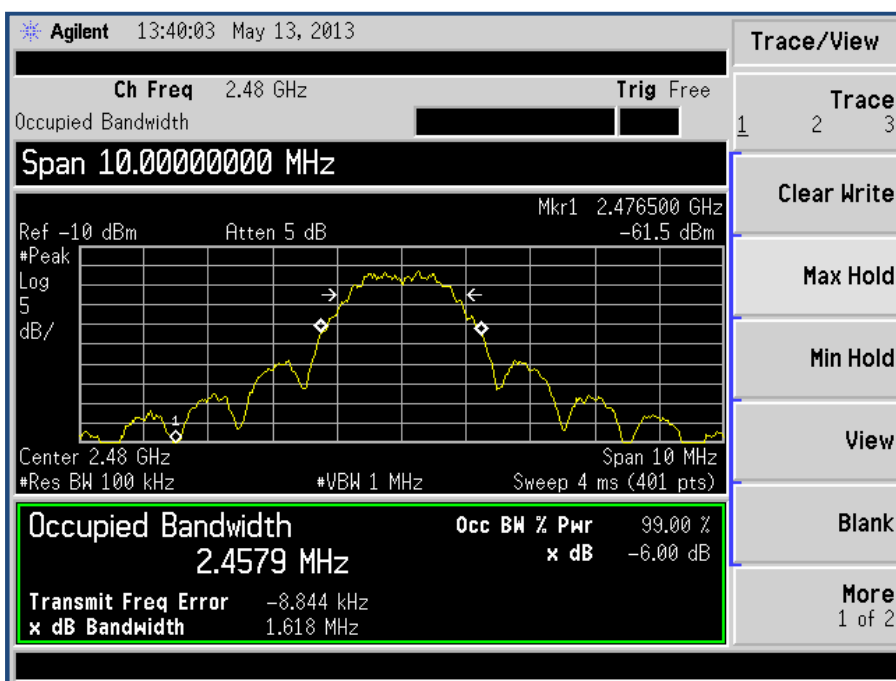 Agilent 13:40:03 May 13, 2013
Trace/View
Ch Freq 2.48 GHz Trig Free
Occupied Bandwidth
Trace
1 2 3
Span 10.00000000 MHz
Clear Write
Mkr1 2.476500 GHz
Ref -10 dBm Atten 5 dB -61.5 dBm
#Peak
Log
5
dB/
1
Max Hold
Min Hold
View
Center 2.48 GHz Span 10 MHz
#Res BW 100 kHz #VBW 1 MHz Sweep 4 ms (401 pts)
Blank
Occupied Bandwidth Occ BW % Pwr 99.00 %
2.4579 MHz x dB -6.00 dB
Transmit Freq Error -8.844 kHz
x dB Bandwidth 1.618 MHz
More
1 of 2